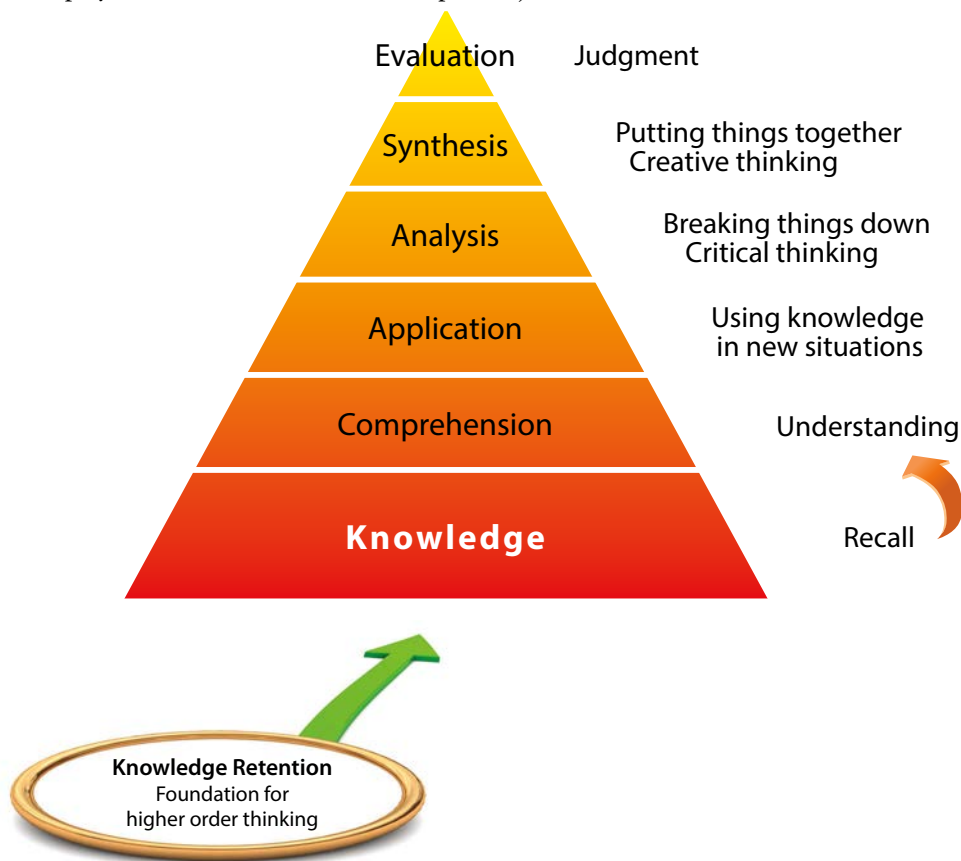 Evaluation Judgment
Synthesis Putting things together
Creative thinking
Analysis Breaking things down
Critical thinking
Application Using knowledge
in new situations
Comprehension Understanding
Knowledge Recall
Knowledge Retention
Foundation for
higher order thinking